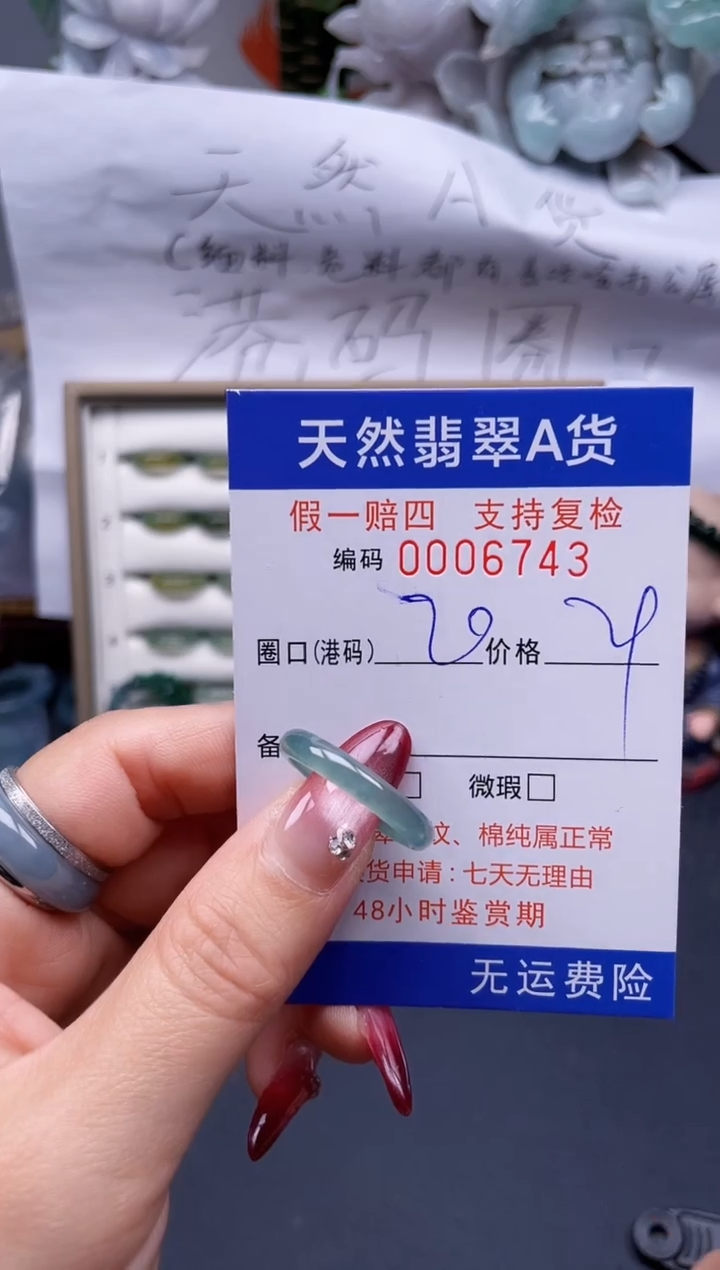 天然A货
港码圈口
天然翡翠A货
假一赔四 支持复检
编码 0006743
圈口(港码) 20 价格
备
微瑕
纹、棉纯属正常
货申请:七天无理由
48小时鉴赏期
无运费险